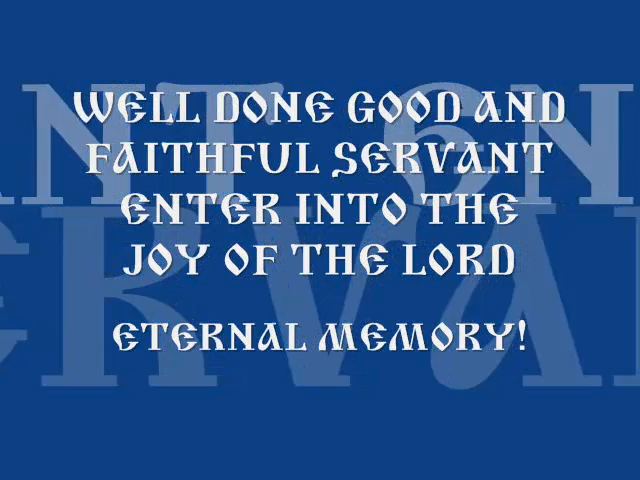 WELL DONE GOOD AND
FAITHFUL SERVANT
ENTER INTO THE
JOY OF THE LORD
ETERNAL MEMORY!